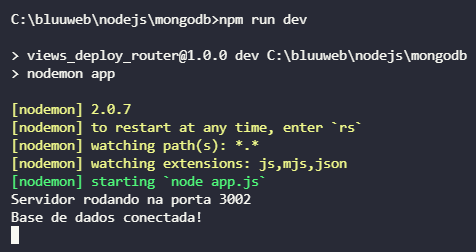 C:\bluuweb\nodejs\mongodb>npm run dev
> views_deploy_router@1.0.0 dev C:\bluuweb\nodejs\mongodb
> nodemon app
[nodemon] 2.0.7
[nodemon] to restart at any time, enter `rs`
[nodemon] watching path(s): *.*
[nodemon] watching extensions: js,mjs,json
[nodemon] starting `node app.js`
Servidor rodando na porta 3002
Base de dados conectada!